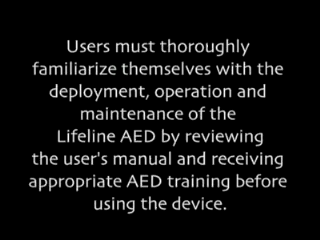 Users must thoroughly
familiarize themselves with the
deployment, operation and
maintenance of the
Lifeline AED by reviewing
the user's manual and receiving
appropriate AED training before
using the device.